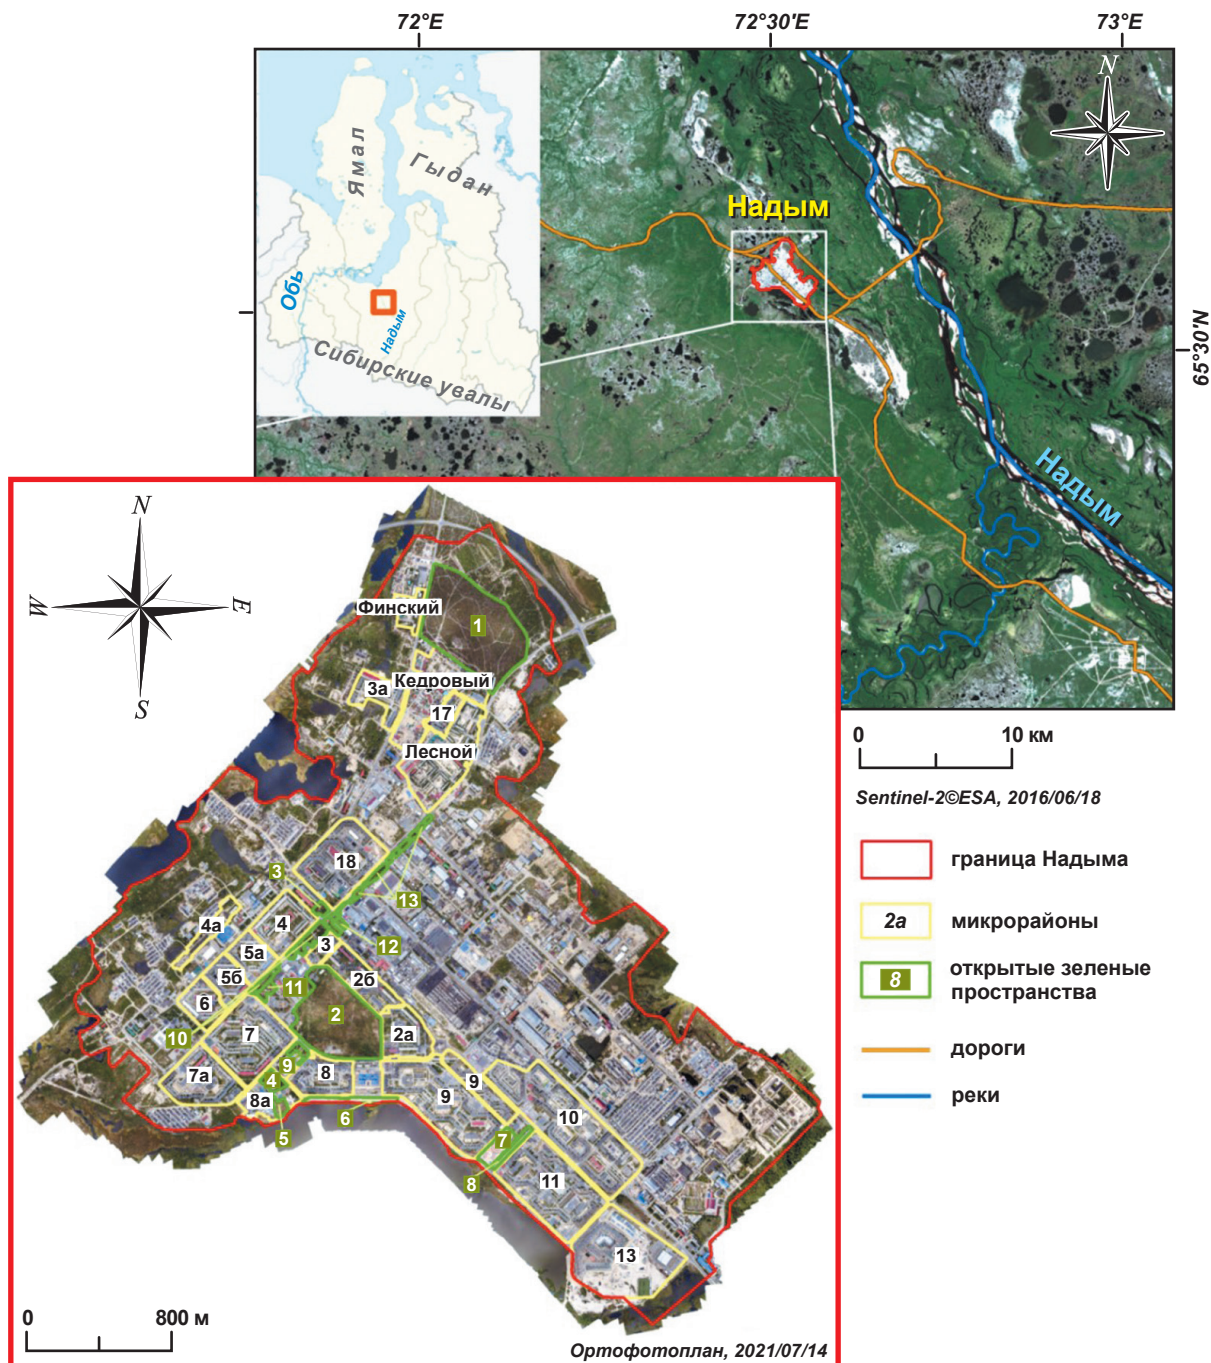 72°E
72°30'E
73°E
N
Ямал
Гыдан
Обь
Надым
Сибирские увалы
Надым
65°30'N
Надым
0
10 км
Sentinel-2©ESA, 2016/06/18
граница Надыма
2а
микрорайоны
8
открытые зеленые
пространства
дороги
реки
N
W
E
S
Финский
1
3а
Кедровый
17
Лесной
18
3
13
4а
4
5а
3
12
5б
11
2б
6
2
10
7
2а
7а
9
8
9
4
8а
9
10
6
5
7
8
11
13
0
800 м
Ортофотоплан, 2021/07/14